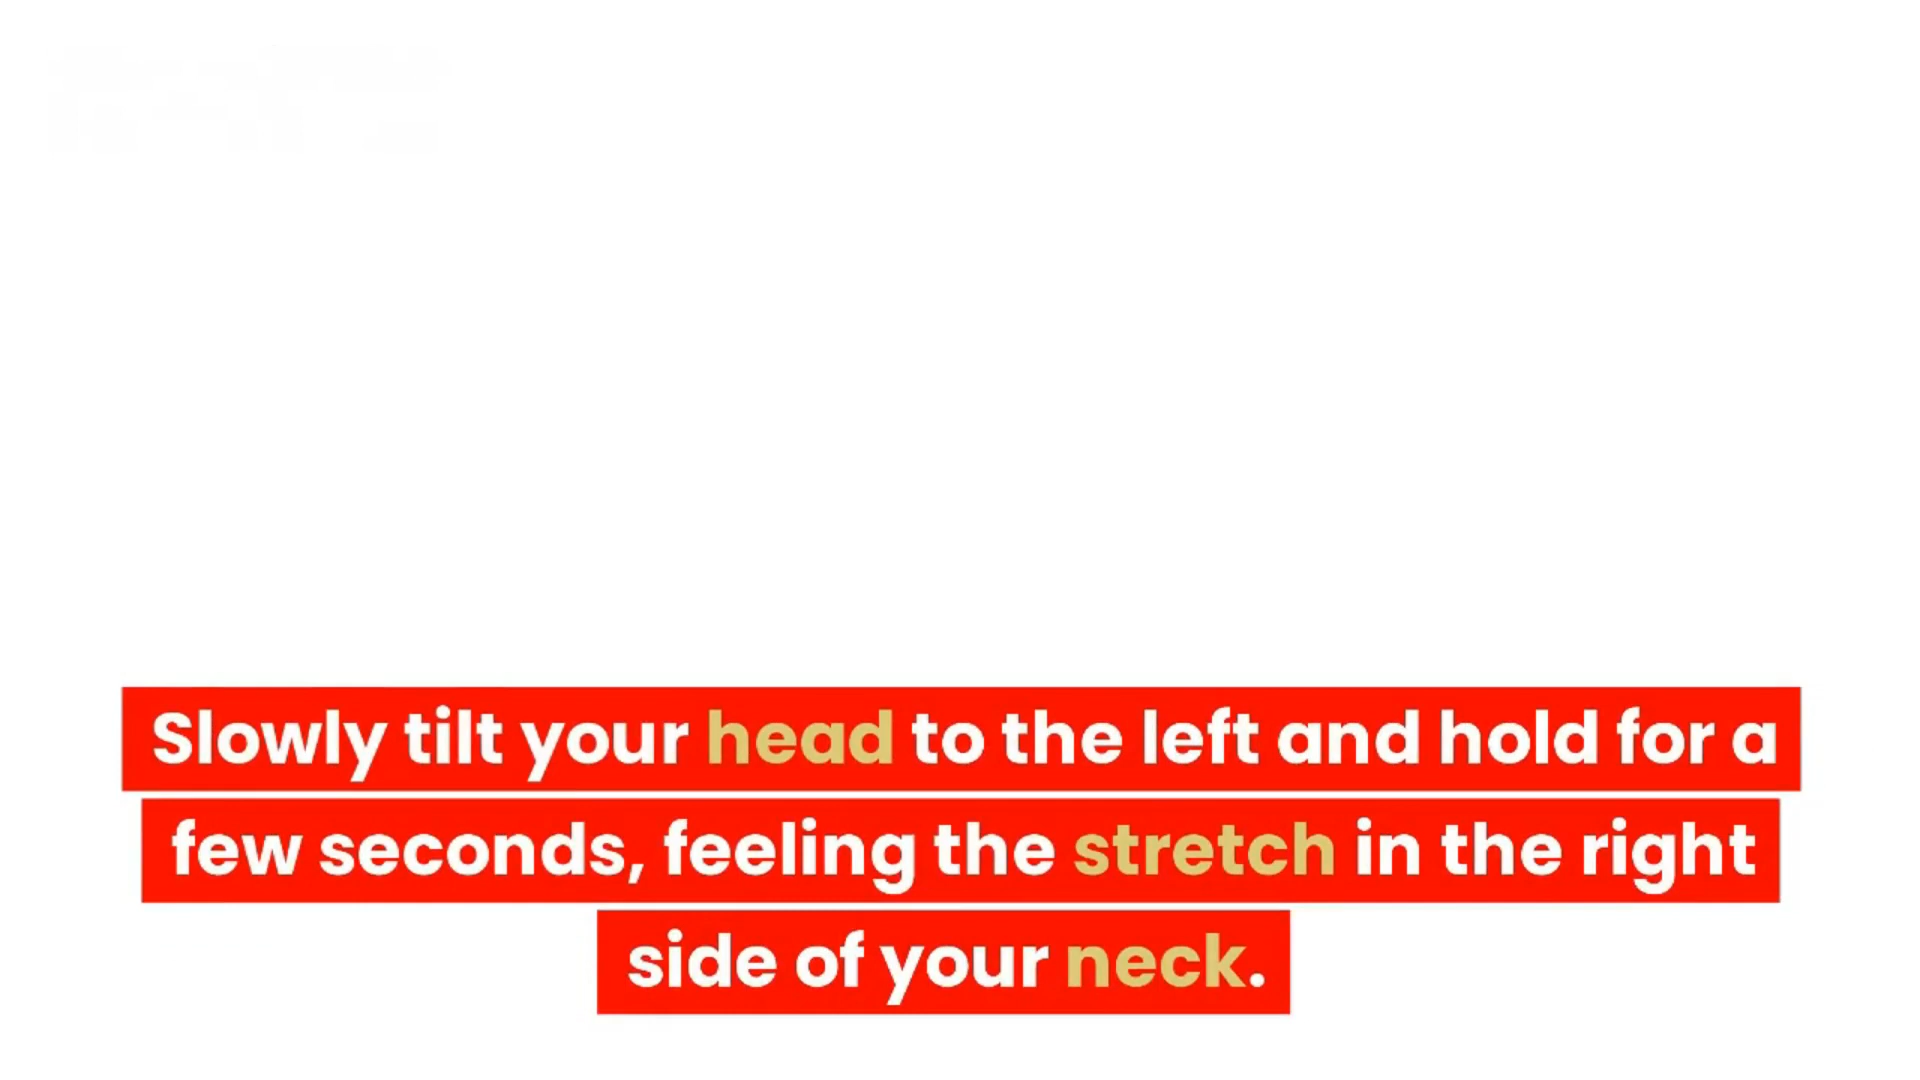 Slowly tilt your head to the left and hold for a
few seconds, feeling the stretch in the right
side of your neck.